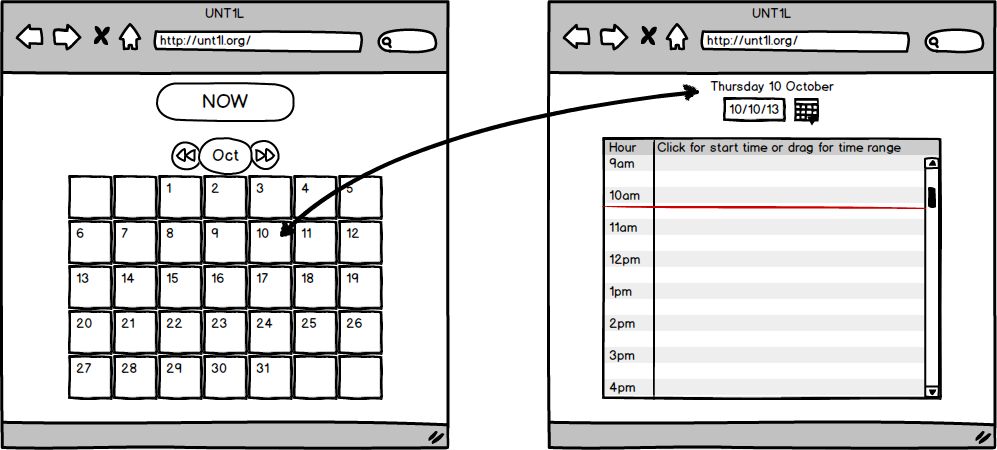 UNT1L
http://unt1l.org/
NOW
Oct
1 2 3 4 5
6 7 8 9 10 11 12
13 14 15 16 17 18 19
20 21 22 23 24 25 26
27 28 29 30 31
UNT1L
http://unt1l.org/
Thursday 10 October
10/10/13
Hour Click for start time or drag for time range
9am
10am
11am
12pm
1pm
2pm
3pm
4pm